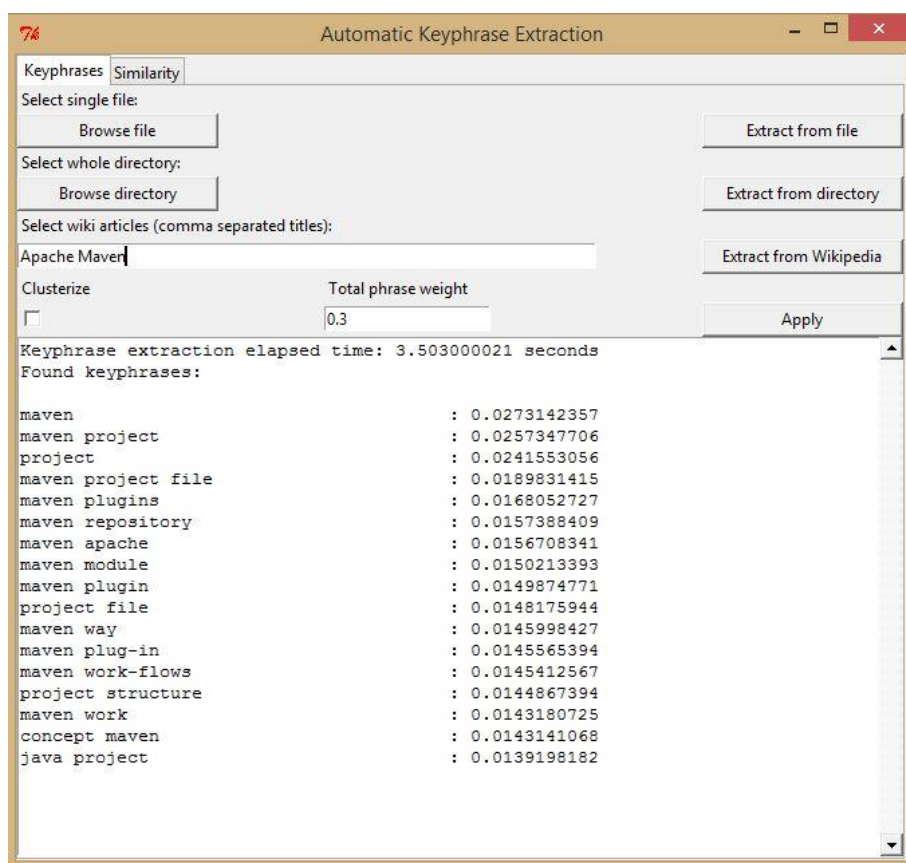 Automatic Keyphrase Extraction
Keyphrases Similarity
Select single file:
Browse file Extract from file
Select whole directory:
Browse directory Extract from directory
Select wiki articles (comma separated titles):
Apache Maven Extract from Wikipedia
Clusterize Total phrase weight
0.3 Apply
Keyphrase extraction elapsed time: 3.503000021 seconds
Found keyphrases:
maven : 0.0273142357
maven project : 0.0257347706
project : 0.0241553056
maven project file : 0.0189831415
maven plugins : 0.0168052727
maven repository : 0.0157388409
maven apache : 0.0156708341
maven module : 0.0150213393
maven plugin : 0.0149874771
project file : 0.0148175944
maven way : 0.0145998427
maven plug-in : 0.0145565394
maven work-flows : 0.0145412567
project structure : 0.0144867394
maven work : 0.0143180725
concept maven : 0.0143141068
java project : 0.0139198182